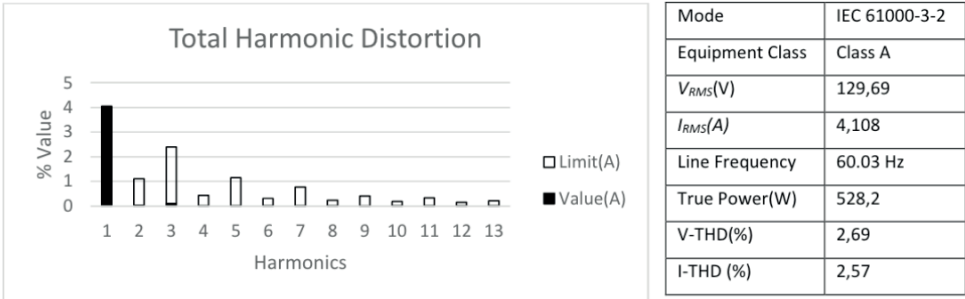 Total Harmonic Distortion
% Value
5
4
3
2
1
0
1 2 3 4 5 6 7 8 9 10 11 12 13
Harmonics
Limit(A)
Value(A)
Mode IEC 61000-3-2
Equipment Class Class A
VRMS(V) 129,69
IRMS(A) 4,108
Line Frequency 60.03 Hz
True Power(W) 528,2
V-THD(%) 2,69
I-THD (%) 2,57